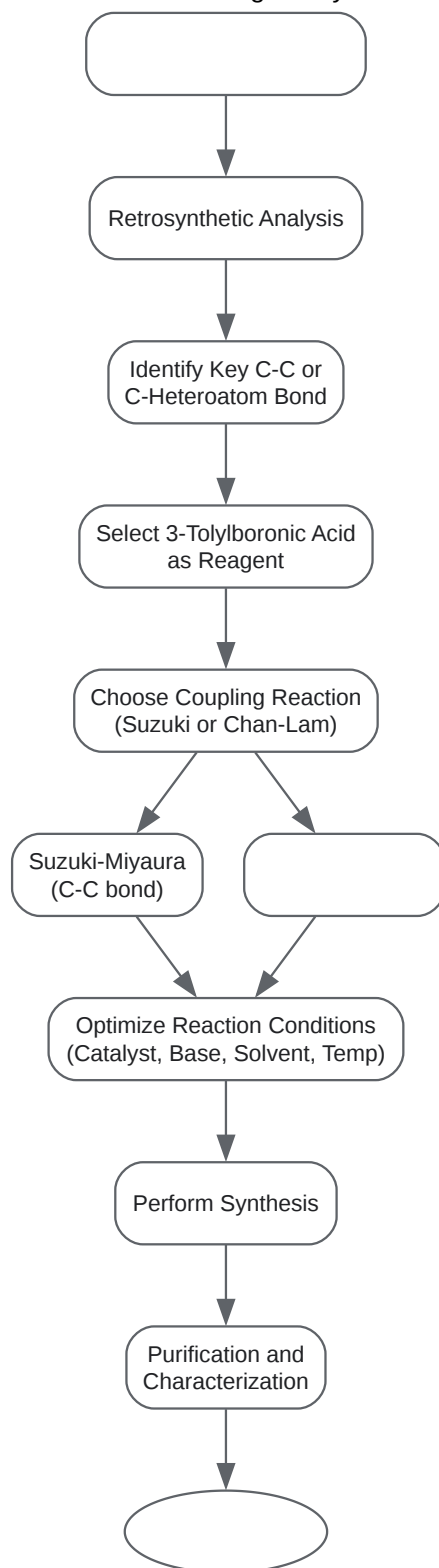 Retrosynthetic Analysis
Identify Key C-C or
C-Heteroatom Bond
Select 3-Tolylboronic Acid
as Reagent
Choose Coupling Reaction
(Suzuki or Chan-Lam)
Suzuki-Miyaura
(C-C bond)
Optimize Reaction Conditions
(Catalyst, Base, Solvent, Temp)
Perform Synthesis
Purification and
Characterization